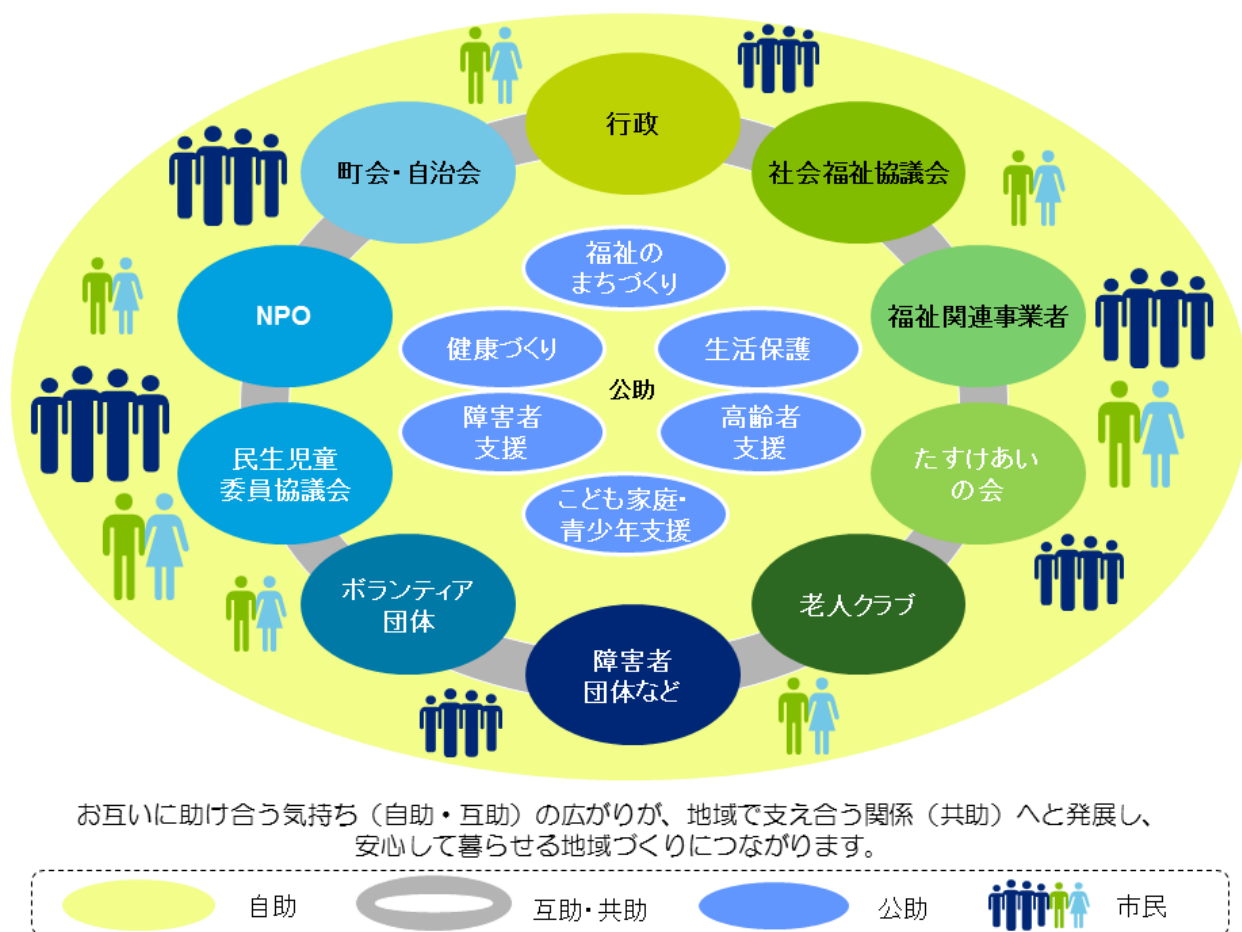 行政
町会・自治会
社会福祉協議会
福祉の
まちづくり
NPO
福祉関連事業者
健康づくり
生活保護
公助
障害者
支援
高齢者
支援
民生児童
委員協議会
たすけあい
の会
こども家庭・
青少年支援
ボランティア
団体
老人クラブ
障害者
団体など
お互いに助け合う気持ち（自助・互助）の広がりが、地域で支え合う関係（共助）へと発展し、
安心して暮らせる地域づくりにつながります。
自助
互助・共助
公助
市民